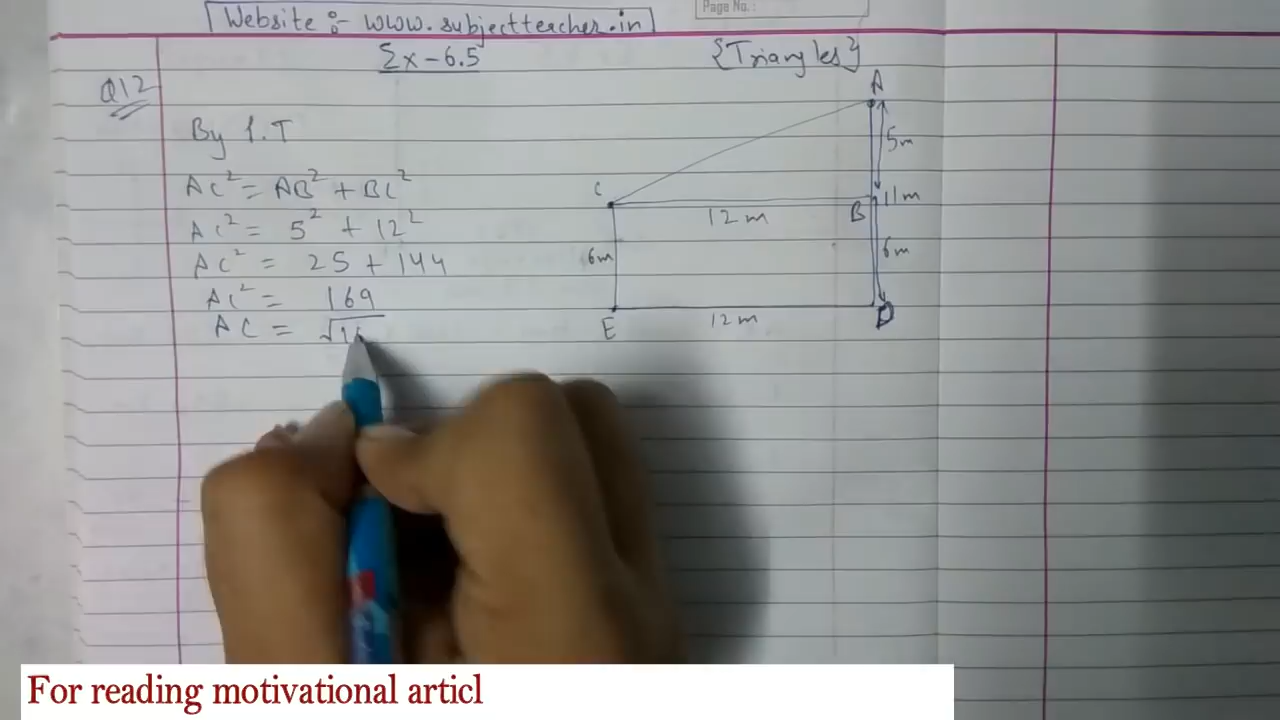 Page No.:
Website :- www.subjectteacher.in
Ex-6.5
{Triangles}
Q12
By P.T
AC² = AB² + BC²
AC² = 5² + 12²
AC² = 25 + 144
AC² = 169
AC = √16
A
5m
C
12 m
B
11m
6m
6m
E
12 m
D
For reading motivational articl